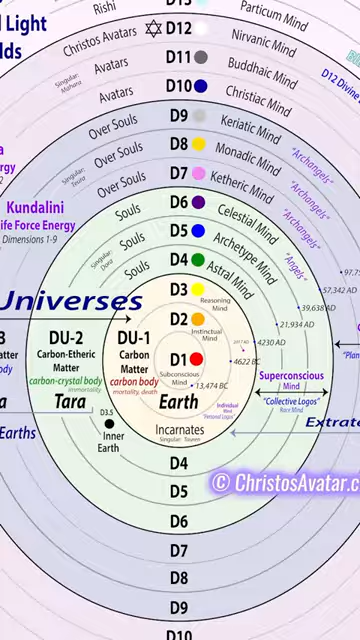 D13
Rishi
Particum Mind
Light
lds
Christos Avatars
D12
Nirvanic Mind
D12 Divine
Avatars
D11
Buddhaic Mind
Singular: Mahara
Avatars
D10
Christiac Mind
Over Souls
D9
Keriatic Mind
Over Souls
D8
Monadic Mind
"Archangels"
Singular: Teura
Over Souls
D7
Ketheric Mind
"Archangels"
Kundalini
ife Force Energy
Dimensions 1-9
Souls
D6
Celestial Mind
"Archangels"
Souls
D5
Archetype Mind
"Angels"
Singular: Dora
Souls
D4
Astral Mind
Universes
D3
Reasoning Mind
57,342 AD
39,638 AD
D2
Instinctual Mind
21,934 AD
4230 AD
DU-2
Carbon-Etheric
Matter
carbon-crystal body
immortality
Tara
DU-1
Carbon
Matter
carbon body
mortality, death
Earth
D1
Subconscious Mind
4622 BC
13,474 BC
Superconscious
Mind
"Collective Logos"
Race Mind
Individual
Mind
"Personal Logos"
D3.5
Inner
Earth
Earths
Incarnates
Singular: Tauren
Extrate
D4
D5
© ChristosAvatar.c
D6
D7
D8
D9
D10